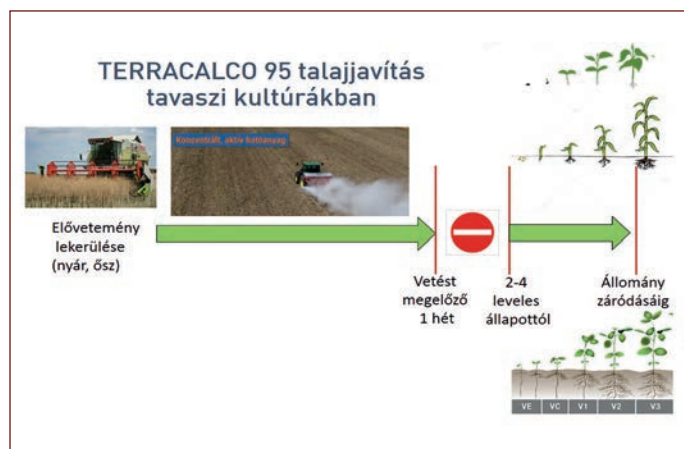 TERRACALCO 95 talajjavítás
tavaszi kultúrákban
Koncentrált, aktív hatóanyag
Elővetemény
lekerülése
(nyár, ősz)
Vetést
megelőző
1 hét
2-4
leveles
állapottól
Állomány
záródásáig
VE
VC
V1
V2
V3